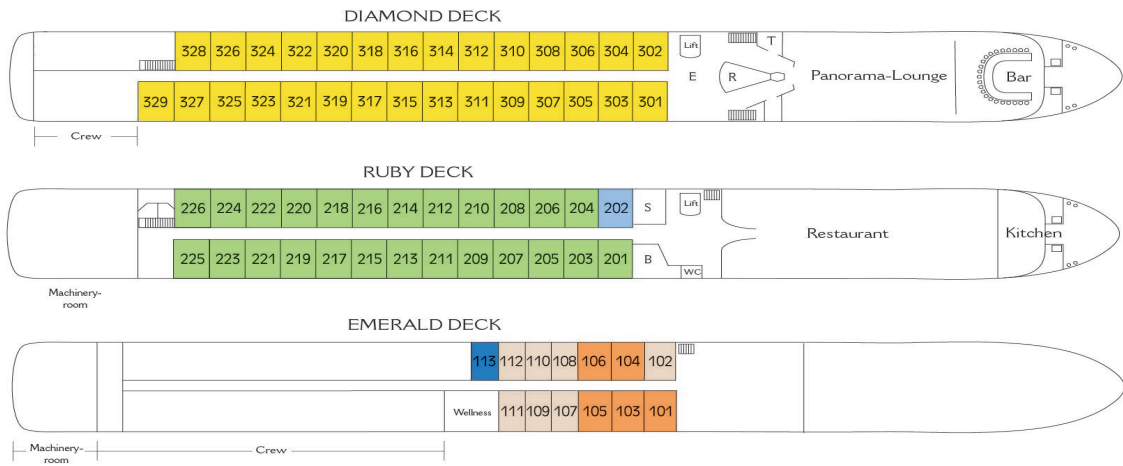 DIAMOND DECK
328 326 324 322 320 318 316 314 312 310 308 306 304 302 Lift T
E R Panorama-Lounge Bar
329 327 325 323 321 319 317 315 313 311 309 307 305 303 301
Crew
RUBY DECK
226 224 222 220 218 216 214 212 210 208 206 204 202 S Lift
Restaurant Kitchen
225 223 221 219 217 215 213 211 209 207 205 203 201 B WC
Machinery-
room
EMERALD DECK
113 112 110 108 106 104 102
Wellness 111 109 107 105 103 101
Machinery-
room
Crew